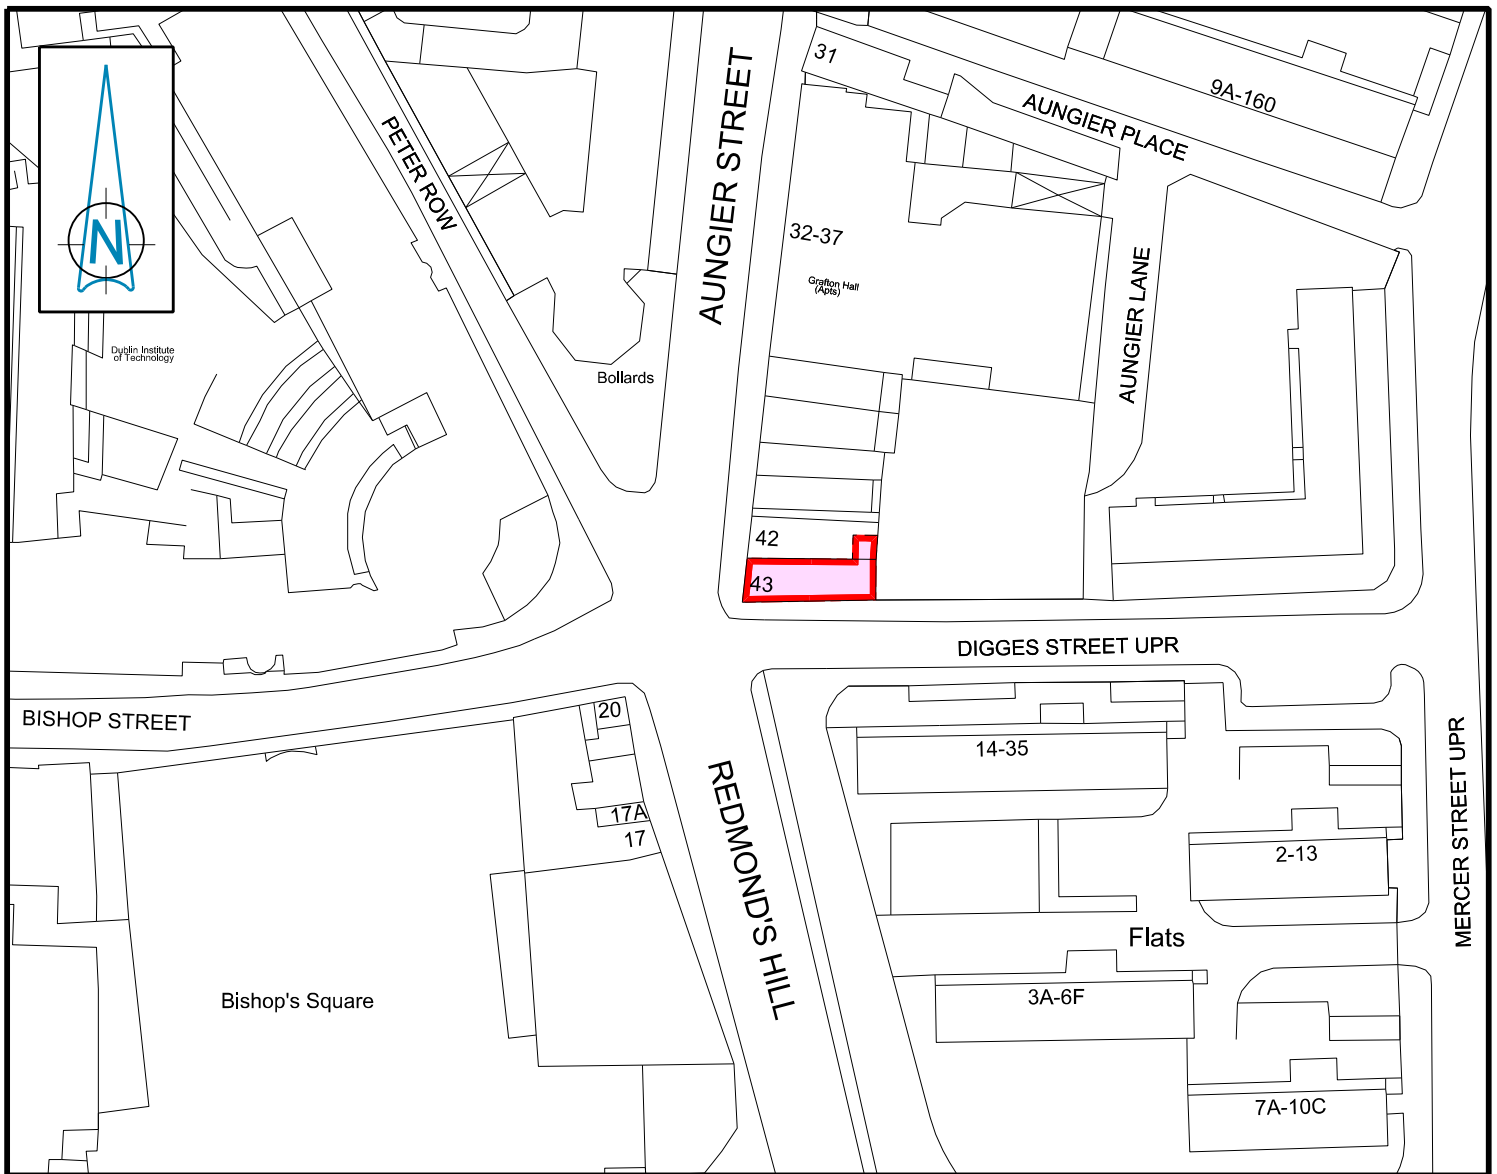 31
9A-160
AUNGIER PLACE
AUNGIER STREET
PETER ROW
N
32-37
Grafton Hall
(Apts)
AUNGIER LANE
Dublin Institute
of Technology
Bollards
42
43
DIGGES STREET UPR
BISHOP STREET
20
14-35
17A
17
REDMOND'S HILL
2-13
MERCER STREET UPR
Flats
Bishop's Square
3A-6F
7A-10C